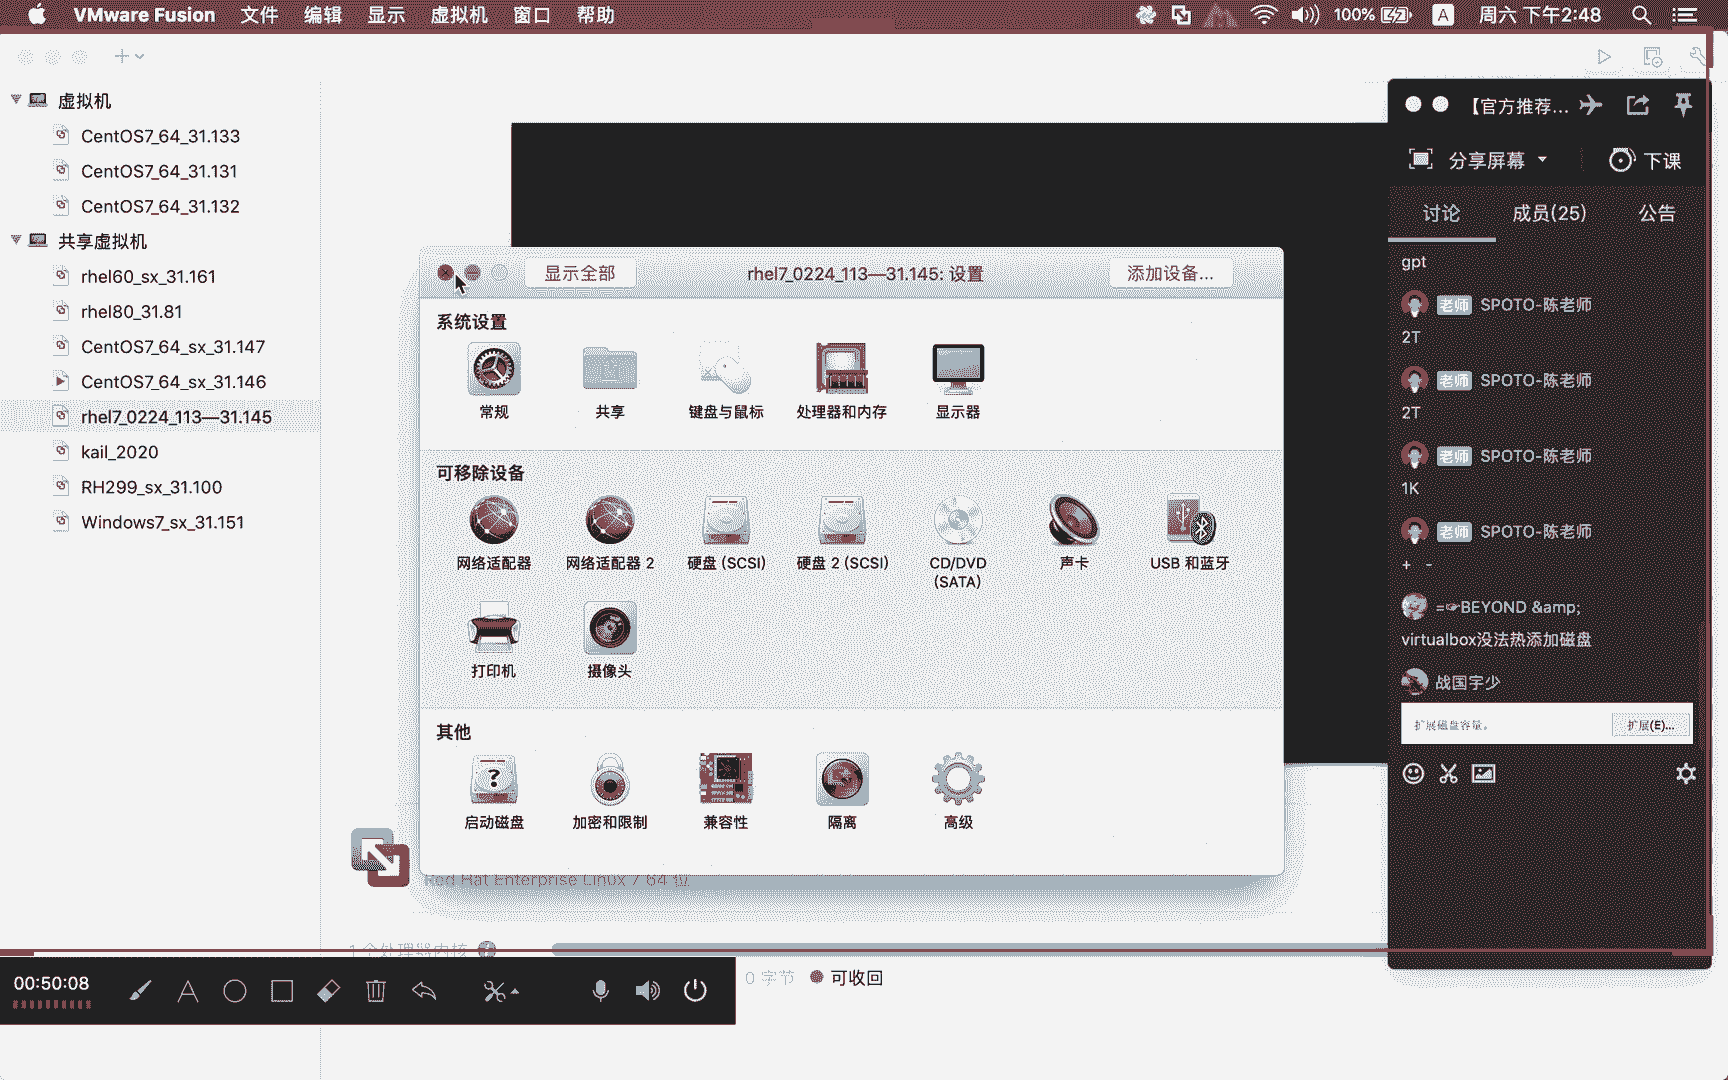 VMware Fusion 文件 编辑 显示 虚拟机 窗口 帮助 100% A 周六 下午2:48
虚拟机
CentOS7_64_31.133
CentOS7_64_31.131
CentOS7_64_31.132
共享虚拟机
rhel60_sx_31.161
rhel80_31.81
CentOS7_64_sx_31.147
CentOS7_64_sx_31.146
rhel7_0224_113—31.145
kail_2020
RH299_sx_31.100
Windows7_sx_31.151
显示全部 rhel7_0224_113—31.145: 设置 添加设备...
系统设置
常规 共享 键盘与鼠标 处理器和内存 显示器
可移除设备
网络适配器 网络适配器 2 硬盘 (SCSI) 硬盘 2 (SCSI) CD/DVD (SATA) 声卡 USB 和蓝牙
打印机 摄像头
其他
启动磁盘 加密和限制 兼容性 隔离 高级
Red Hat Enterprise Linux 7 64 位
1 个处理器内核
0 字节 可收回
00:50:08
【官方推荐...
分享屏幕 下课
讨论 成员(25) 公告
gpt
老师 SPOTO-陈老师
2T
老师 SPOTO-陈老师
2T
老师 SPOTO-陈老师
1K
老师 SPOTO-陈老师
+ -
=☞BEYOND &amp;
virtualbox没法热添加磁盘
战国字少
扩展磁盘容量。 扩展(E)...